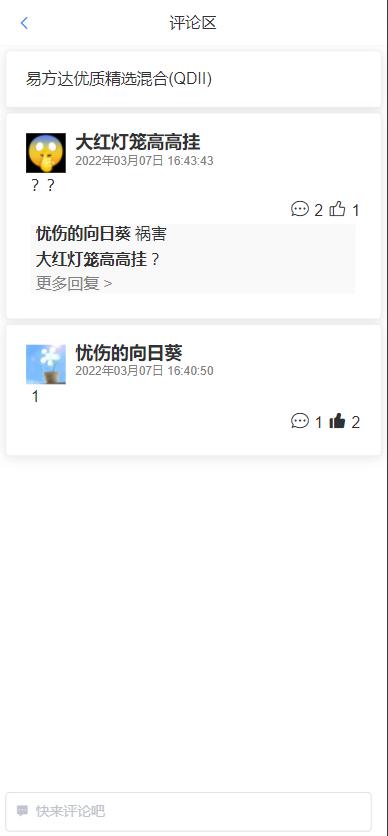 评论区
易方达优质精选混合(QDII)
大红灯笼高高挂
2022年03月07日 16:43:43
？？
2 1
忧伤的向日葵 祸害
大红灯笼高高挂 ?
更多回复 >
忧伤的向日葵
2022年03月07日 16:40:50
1
1 2
快来评论吧